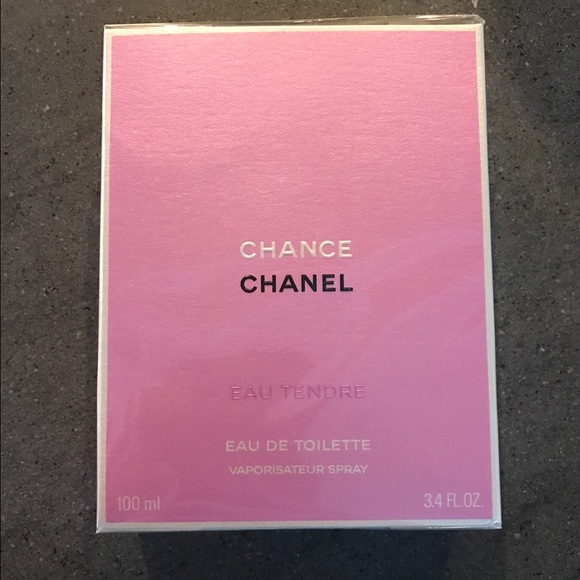 CHANCE
CHANEL
EAU TENDRE
EAU DE TOILETTE
VAPORISATEUR SPRAY
100 ml 3.4 FL.OZ.